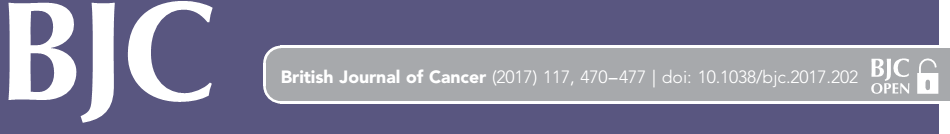 BJC
British Journal of Cancer (2017) 117, 470–477 | doi: 10.1038/bjc.2017.202
BJC
OPEN